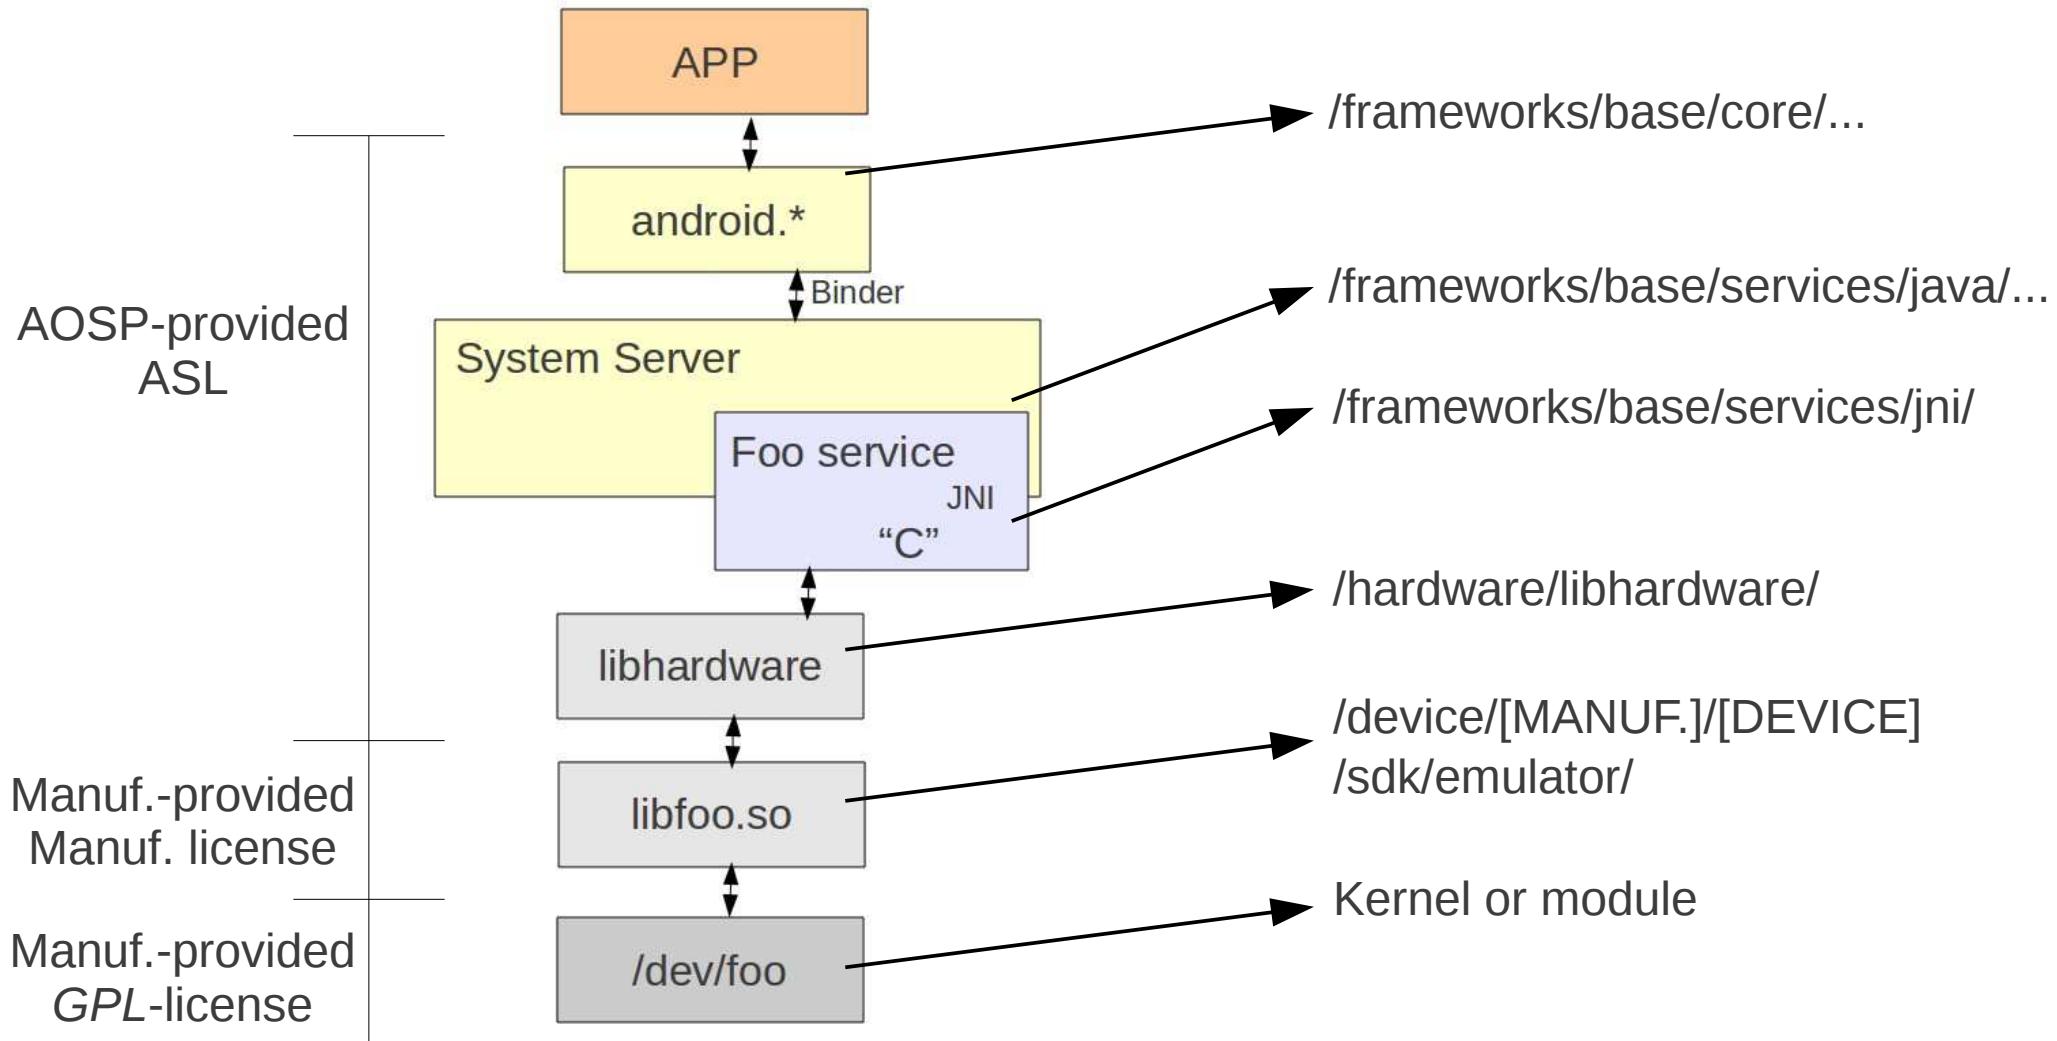 APP
/frameworks/base/core/...
android.*
Binder
/frameworks/base/services/java/...
AOSP-provided
ASL
System Server
/frameworks/base/services/jni/
Foo service
JNI
“C”
/hardware/libhardware/
libhardware
/device/[MANUF.]/[DEVICE]
/sdk/emulator/
Manuf.-provided
Manuf. license
libfoo.so
Kernel or module
Manuf.-provided
GPL-license
/dev/foo